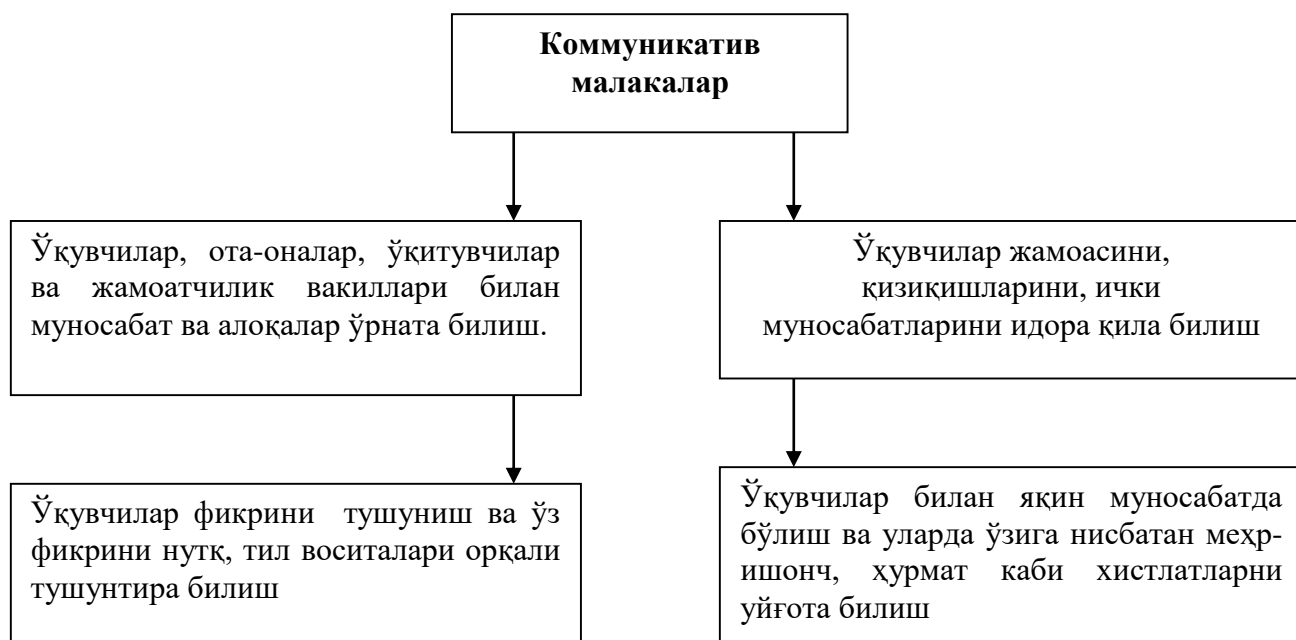 Коммуникатив
малакалар
Ўқувчилар, ота-оналар, ўқитувчилар
ва жамоатчилик вакиллари билан
муносабат ва алоқалар ўрната билиш.
Ўқувчилар жамоасини,
қизиқишларини, ички
муносабатларини идора қила билиш
Ўқувчилар фикрини тушуниш ва ўз
фикрини нутқ, тил воситалари орқали
тушунтира билиш
Ўқувчилар билан яқин муносабатда
бўлиш ва уларда ўзига нисбатан меҳр-
ишонч, ҳурмат каби хистлатларни
уйғота билиш